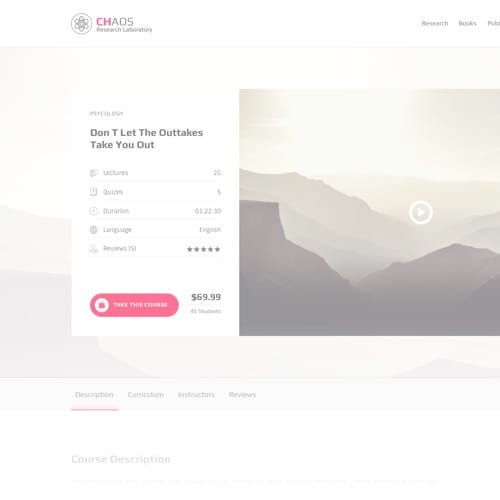 CHAOS
Research Laboratory
Research Books
PSYCOLOGY
Don T Let The Outtakes
Take You Out
Lectures 25
Quizes 5
Duration 01:22:30
Language English
Reviews (5) ★★★★★
TAKE THIS COURSE $69.99
45 Students
Description Curriculum Instructors Reviews
Course Description